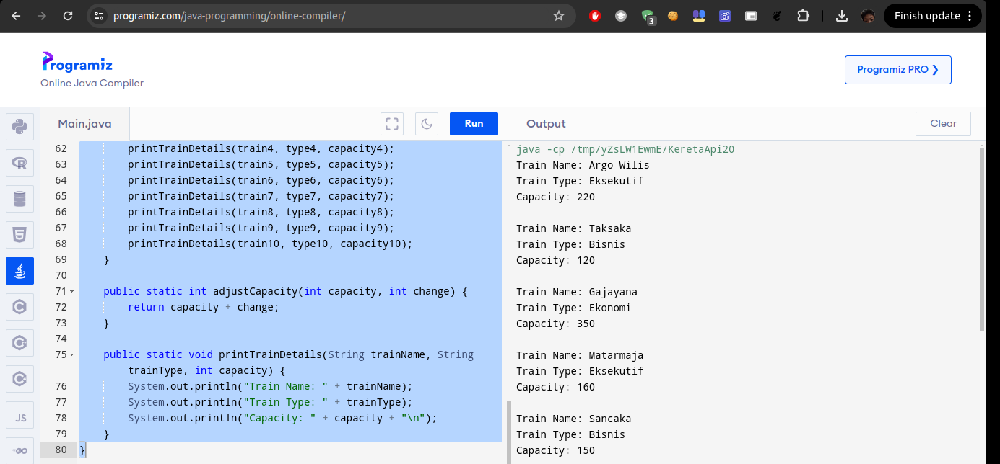 programiz.com/java-programming/online-compiler/
3
Finish update
Programiz
Online Java Compiler
Programiz PRO ❯
Main.java
Run
Output
Clear
62 printTrainDetails(train4, type4, capacity4);
63 printTrainDetails(train5, type5, capacity5);
64 printTrainDetails(train6, type6, capacity6);
65 printTrainDetails(train7, type7, capacity7);
66 printTrainDetails(train8, type8, capacity8);
67 printTrainDetails(train9, type9, capacity9);
68 printTrainDetails(train10, type10, capacity10);
69 }
70
71 public static int adjustCapacity(int capacity, int change) {
72 return capacity + change;
73 }
74
75 public static void printTrainDetails(String trainName, String
trainType, int capacity) {
76 System.out.println("Train Name: " + trainName);
77 System.out.println("Train Type: " + trainType);
78 System.out.println("Capacity: " + capacity + "\n");
79 }
80 }
JS
GO
java -cp /tmp/yZsLW1EwmE/KeretaApi2O
Train Name: Argo Wilis
Train Type: Eksekutif
Capacity: 220
Train Name: Taksaka
Train Type: Bisnis
Capacity: 120
Train Name: Gajayana
Train Type: Ekonomi
Capacity: 350
Train Name: Matarmaja
Train Type: Eksekutif
Capacity: 160
Train Name: Sancaka
Train Type: Bisnis
Capacity: 150